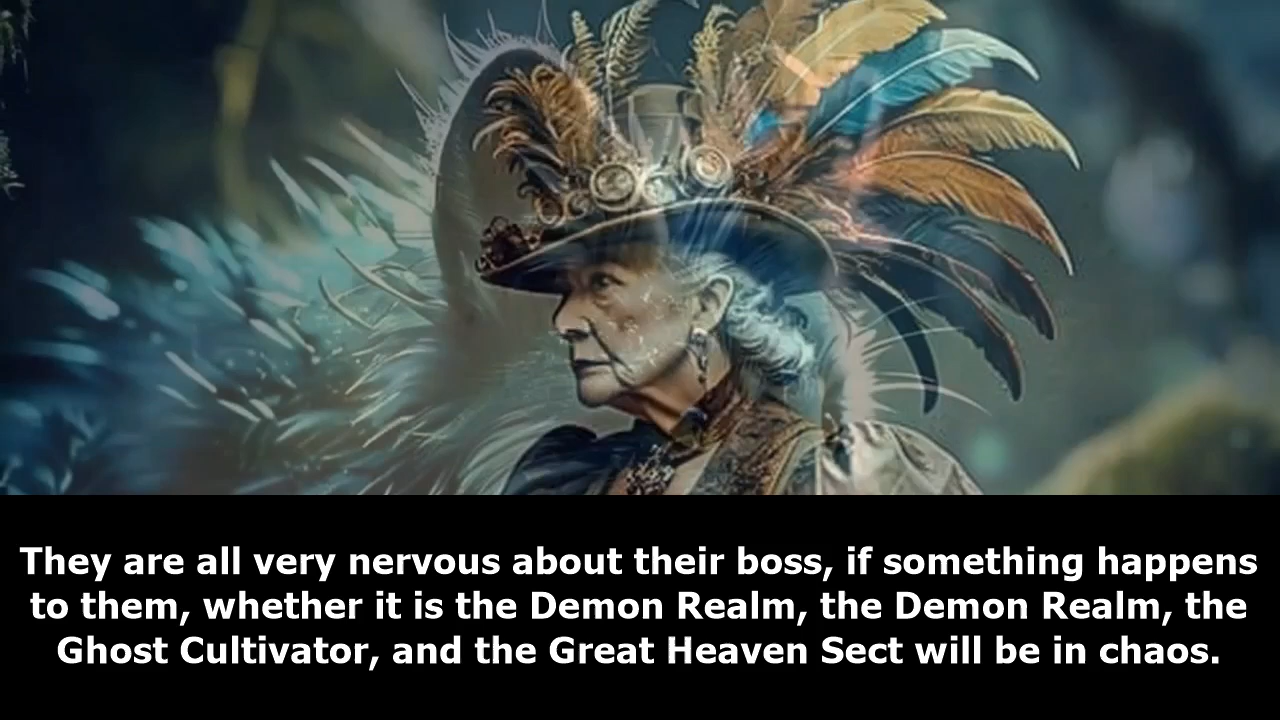 They are all very nervous about their boss, if something happens
to them, whether it is the Demon Realm, the Demon Realm, the
Ghost Cultivator, and the Great Heaven Sect will be in chaos.